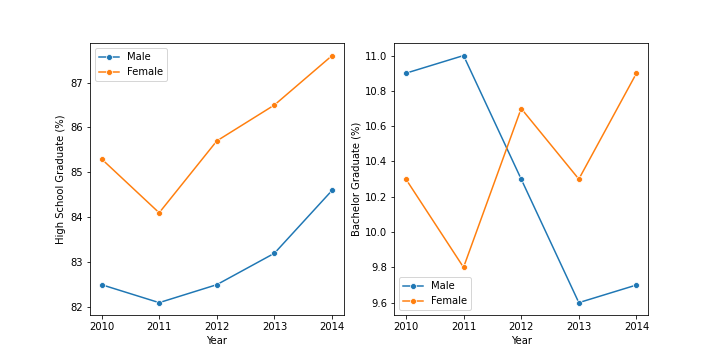 Male
Female
87
86
85
84
83
82
High School Graduate (%)
2010 2011 2012 2013 2014
Year
11.0
10.8
10.6
10.4
10.2
10.0
9.8
9.6
Bachelor Graduate (%)
Male
Female
2010 2011 2012 2013 2014
Year